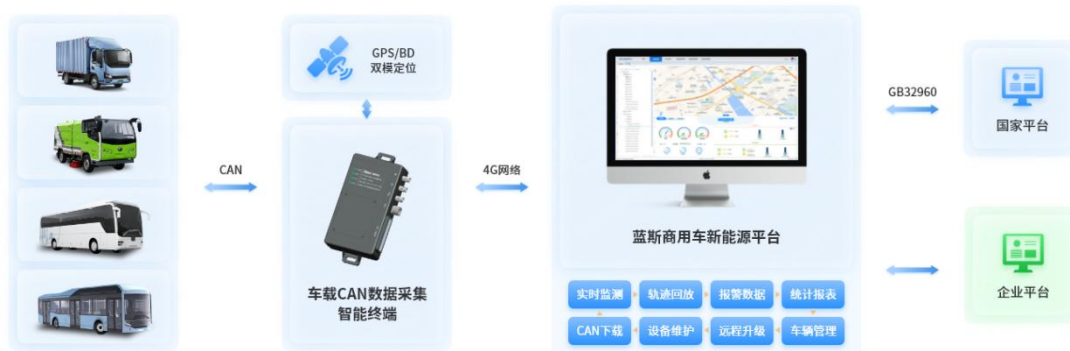 GPS/BD
双模定位
CAN
车载CAN数据采集
智能终端
4G网络
蓝斯商用车新能源平台
实时监测
轨迹回放
报警数据
统计报表
CAN下载
设备维护
远程升级
车辆管理
GB32960
国家平台
企业平台